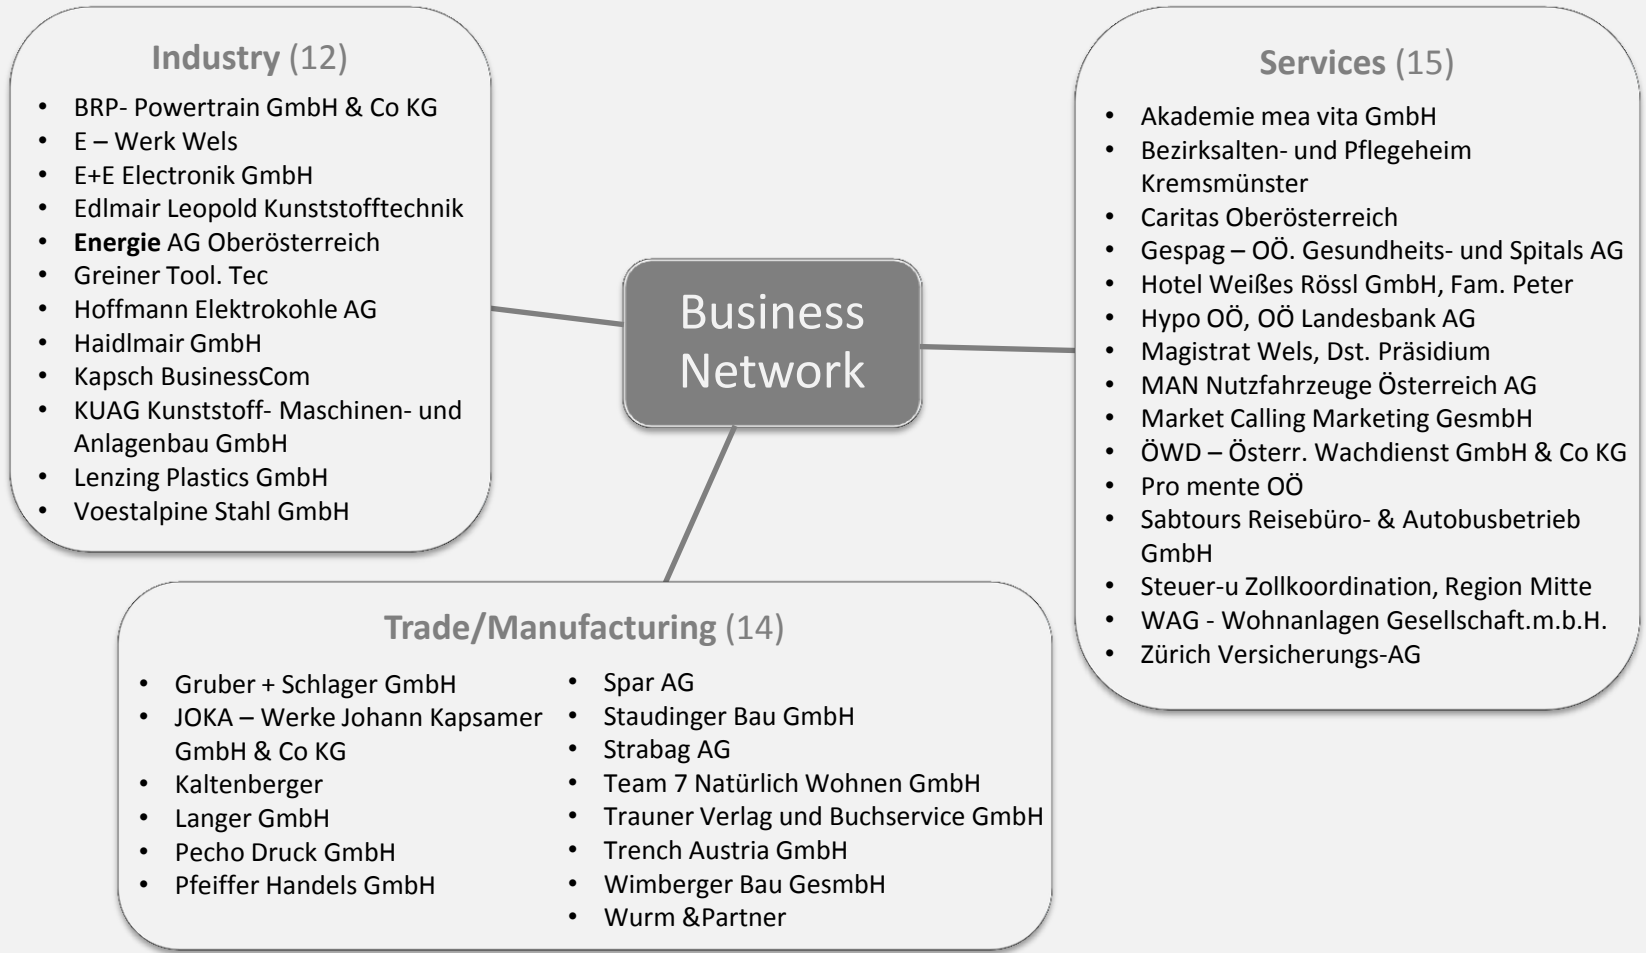 Industry (12)
• BRP- Powertrain GmbH & Co KG
• E – Werk Wels
• E+E Electronik GmbH
• Edlmair Leopold Kunststofftechnik
• Energie AG Oberösterreich
• Greiner Tool. Tec
• Hoffmann Elektrokohle AG
• Haidlmair GmbH
• Kapsch BusinessCom
• KUAG Kunststoff- Maschinen- und
Anlagenbau GmbH
• Lenzing Plastics GmbH
• Voestalpine Stahl GmbH
Business
Network
Services (15)
• Akademie mea vita GmbH
• Bezirksalten- und Pflegeheim
Kremsmünster
• Caritas Oberösterreich
• Gespag – OÖ. Gesundheits- und Spitals AG
• Hotel Weißes Rössl GmbH, Fam. Peter
• Hypo OÖ, OÖ Landesbank AG
• Magistrat Wels, Dst. Präsidium
• MAN Nutzfahrzeuge Österreich AG
• Market Calling Marketing GesmbH
• ÖWD – Österr. Wachdienst GmbH & Co KG
• Pro mente OÖ
• Sabtours Reisebüro- & Autobusbetrieb
GmbH
• Steuer-u Zollkoordination, Region Mitte
• WAG - Wohnanlagen Gesellschaft.m.b.H.
• Zürich Versicherungs-AG
Trade/Manufacturing (14)
• Gruber + Schlager GmbH
• JOKA – Werke Johann Kapsamer
GmbH & Co KG
• Kaltenberger
• Langer GmbH
• Pecho Druck GmbH
• Pfeiffer Handels GmbH
• Spar AG
• Staudinger Bau GmbH
• Strabag AG
• Team 7 Natürlich Wohnen GmbH
• Trauner Verlag und Buchservice GmbH
• Trench Austria GmbH
• Wimberger Bau GesmbH
• Wurm &Partner